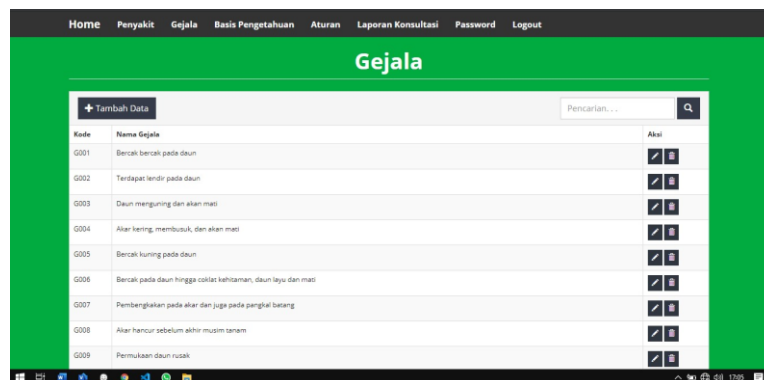 Home Penyakit Gejala Basis Pengetahuan Aturan Laporan Konsultasi Password Logout
Gejala
Tambah Data Pencarian. . .
Kode Nama Gejala Aksi
G001 Bercak bercak pada daun
G002 Terdapat lendir pada daun
G003 Daun menguning dan akan mati
G004 Akar kering, membusuk, dan akan mati
G005 Bercak kuning pada daun
G006 Bercak pada daun hingga coklat kehitaman, daun layu dan mati
G007 Pembengkakan pada akar dan juga pada pangkal batang
G008 Akar hancur sebelum akhir musim tanam
G009 Permukaan daun rusak
17:05